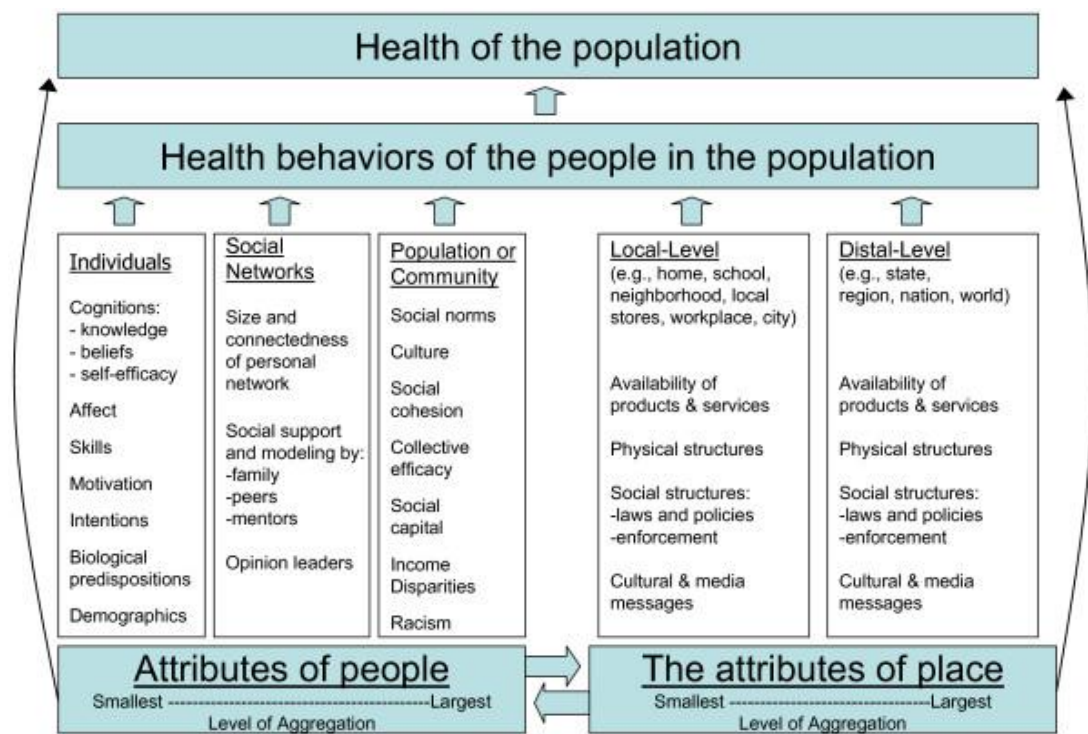 Health of the population
Health behaviors of the people in the population
Individuals
Cognitions:
- knowledge
- beliefs
- self-efficacy
Affect
Skills
Motivation
Intentions
Biological
predispositions
Demographics
Social
Networks
Size and
connectedness
of personal
network
Social support
and modeling by:
-family
-peers
-mentors
Opinion leaders
Population or
Community
Social norms
Culture
Social
cohesion
Collective
efficacy
Social
capital
Income
Disparities
Racism
Local-Level
(e.g., home, school,
neighborhood, local
stores, workplace, city)
Availability of
products & services
Physical structures
Social structures:
-laws and policies
-enforcement
Cultural & media
messages
Distal-Level
(e.g., state,
region, nation, world)
Availability of
products & services
Physical structures
Social structures:
-laws and policies
-enforcement
Cultural & media
messages
Attributes of people
Smallest ----------------------------------------Largest
Level of Aggregation
The attributes of place
Smallest -------------------------------Largest
Level of Aggregation